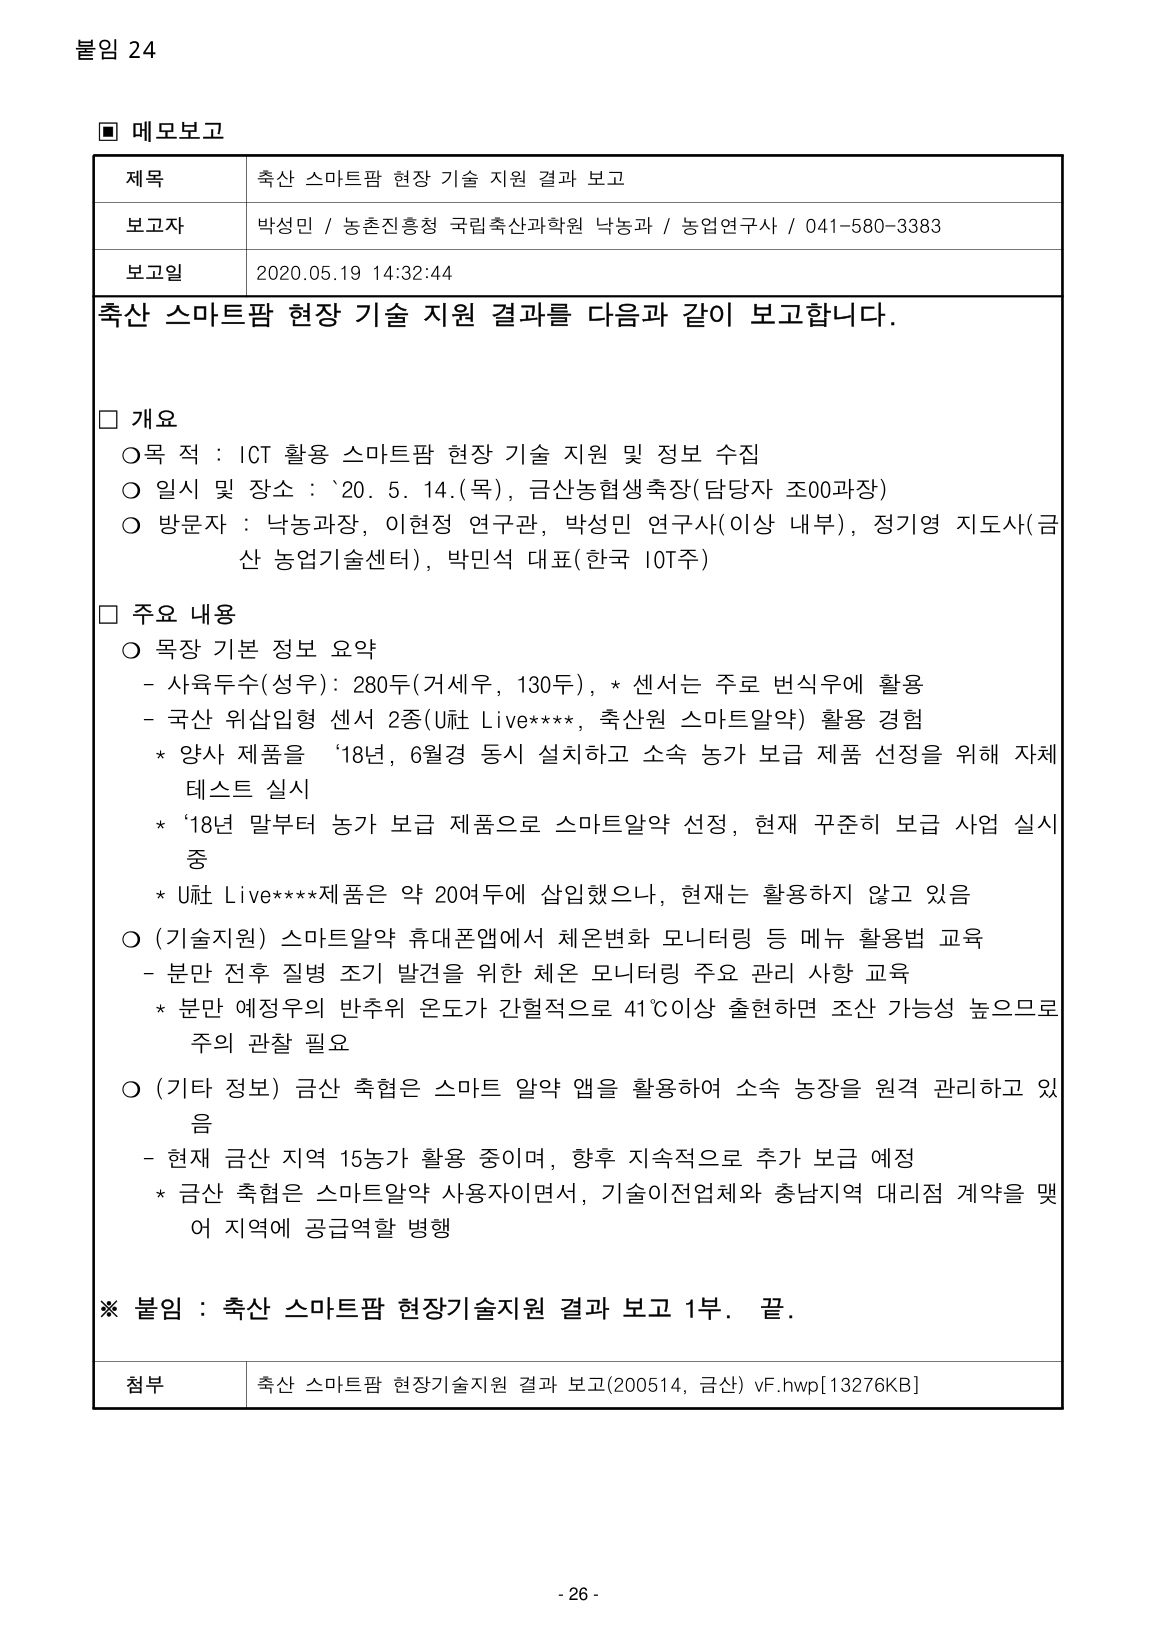 붙임 24
▣ 메모보고
제목 축산 스마트팜 현장 기술 지원 결과 보고
보고자 박성민 / 농촌진흥청 국립축산과학원 낙농과 / 농업연구사 / 041-580-3383
보고일 2020.05.19 14:32:44
축산 스마트팜 현장 기술 지원 결과를 다음과 같이 보고합니다.
□ 개요
❍목 적 : ICT 활용 스마트팜 현장 기술 지원 및 정보 수집
❍ 일시 및 장소 : `20. 5. 14.(목), 금산농협생축장(담당자 조00과장)
❍ 방문자 : 낙농과장, 이현정 연구관, 박성민 연구사(이상 내부), 정기영 지도사(금
산 농업기술센터), 박민석 대표(한국 IOT주)
□ 주요 내용
❍ 목장 기본 정보 요약
- 사육두수(성우): 280두(거세우, 130두), * 센서는 주로 번식우에 활용
- 국산 위삽입형 센서 2종(U社 Live****, 축산원 스마트알약) 활용 경험
* 양사 제품을 ‘18년, 6월경 동시 설치하고 소속 농가 보급 제품 선정을 위해 자체
테스트 실시
* ‘18년 말부터 농가 보급 제품으로 스마트알약 선정, 현재 꾸준히 보급 사업 실시
중
* U社 Live****제품은 약 20여두에 삽입했으나, 현재는 활용하지 않고 있음
❍ (기술지원) 스마트알약 휴대폰앱에서 체온변화 모니터링 등 메뉴 활용법 교육
- 분만 전후 질병 조기 발견을 위한 체온 모니터링 주요 관리 사항 교육
* 분만 예정우의 반추위 온도가 간헐적으로 41℃이상 출현하면 조산 가능성 높으므로
주의 관찰 필요
❍ (기타 정보) 금산 축협은 스마트 알약 앱을 활용하여 소속 농장을 원격 관리하고 있
음
- 현재 금산 지역 15농가 활용 중이며, 향후 지속적으로 추가 보급 예정
* 금산 축협은 스마트알약 사용자이면서, 기술이전업체와 충남지역 대리점 계약을 맺
어 지역에 공급역할 병행
※ 붙임 : 축산 스마트팜 현장기술지원 결과 보고 1부. 끝.
첨부 축산 스마트팜 현장기술지원 결과 보고(200514, 금산) vF.hwp[13276KB]
- 26 -